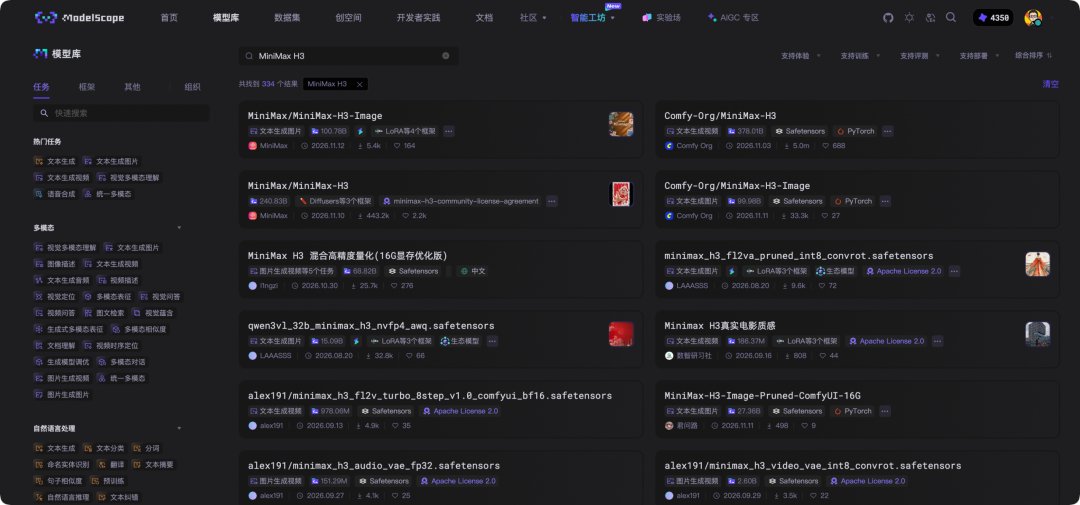 ModelScope 首页 模型库 数据集 创空间 开发者实践 文档 社区 智能工坊 New 实验场 AIGC 专区 4350
模型库
MiniMax H3
支持体验 支持训练 支持评测 支持部署 综合排序
任务 框架 其他 组织
共找到 334 个结果 MiniMax H3
清空
快速搜索
热门任务
文本生成 文本生成图片
文本生成视频 视觉多模态理解
语音合成 统一多模态
多模态
视觉多模态理解 文本生成图片
图像描述 文本生成视频
文本生成音频 视频描述
视觉定位 多模态表征 视觉问答
视频问答 图文检索 视觉蕴含
生成式多模态表征 多模态相似度
文档理解 视频时序定位
生成模型调优 多模态对话
图片生成视频 统一多模态
图片生成图片
自然语言处理
文本生成 文本分类 分词
命名实体识别 翻译 文本摘要
句子相似度 预训练
自然语言推理 文本纠错
MiniMax/MiniMax-H3-Image
文本生成图片 100.78B LoRA等4个框架
MiniMax 2026.11.12 5.4k 164
Comfy-Org/MiniMax-H3
文本生成视频 378.01B Safetensors PyTorch
Comfy Org 2026.11.03 5.0m 688
MiniMax/MiniMax-H3
240.83B Diffusers等3个框架 minimax-h3-community-license-agreement
MiniMax 2026.11.10 443.2k 2.2k
Comfy-Org/MiniMax-H3-Image
文本生成图片 99.98B Safetensors PyTorch
Comfy Org 2026.11.11 33.3k 27
MiniMax H3 混合高精度量化(16G显存优化版)
图片生成视频等5个任务 68.82B Safetensors 中文
l1ngzi 2026.10.30 25.7k 276
minimax_h3_fl2va_pruned_int8_convrot.safetensors
文本生成图片 LoRA等3个框架 生态模型 Apache License 2.0
LAAASSS 2026.08.20 9.6k 72
qwen3vl_32b_minimax_h3_nvfp4_awq.safetensors
文本生成图片 15.09B LoRA等3个框架 生态模型
LAAASSS 2026.08.20 32.8k 66
Minimax H3真实电影质感
文本生成视频 186.37M LoRA等3个框架 Apache License 2.0
数智研习社 2026.09.16 808 44
alex191/minimax_h3_fl2v_turbo_8step_v1.0_comfyui_bf16.safetensors
文本生成视频 978.06M Safetensors Apache License 2.0
alex191 2026.09.13 4.9k 35
MiniMax-H3-Image-Pruned-ComfyUI-16G
文本生成图片 27.36B Safetensors PyTorch
君问路 2026.11.11 498 9
alex191/minimax_h3_audio_vae_fp32.safetensors
图片生成视频 151.29M Safetensors Apache License 2.0
alex191 2026.09.27 4.1k 25
alex191/minimax_h3_video_vae_int8_convrot.safetensors
图片生成视频 2.60B Safetensors Apache License 2.0
alex191 2026.09.29 3.5k 22